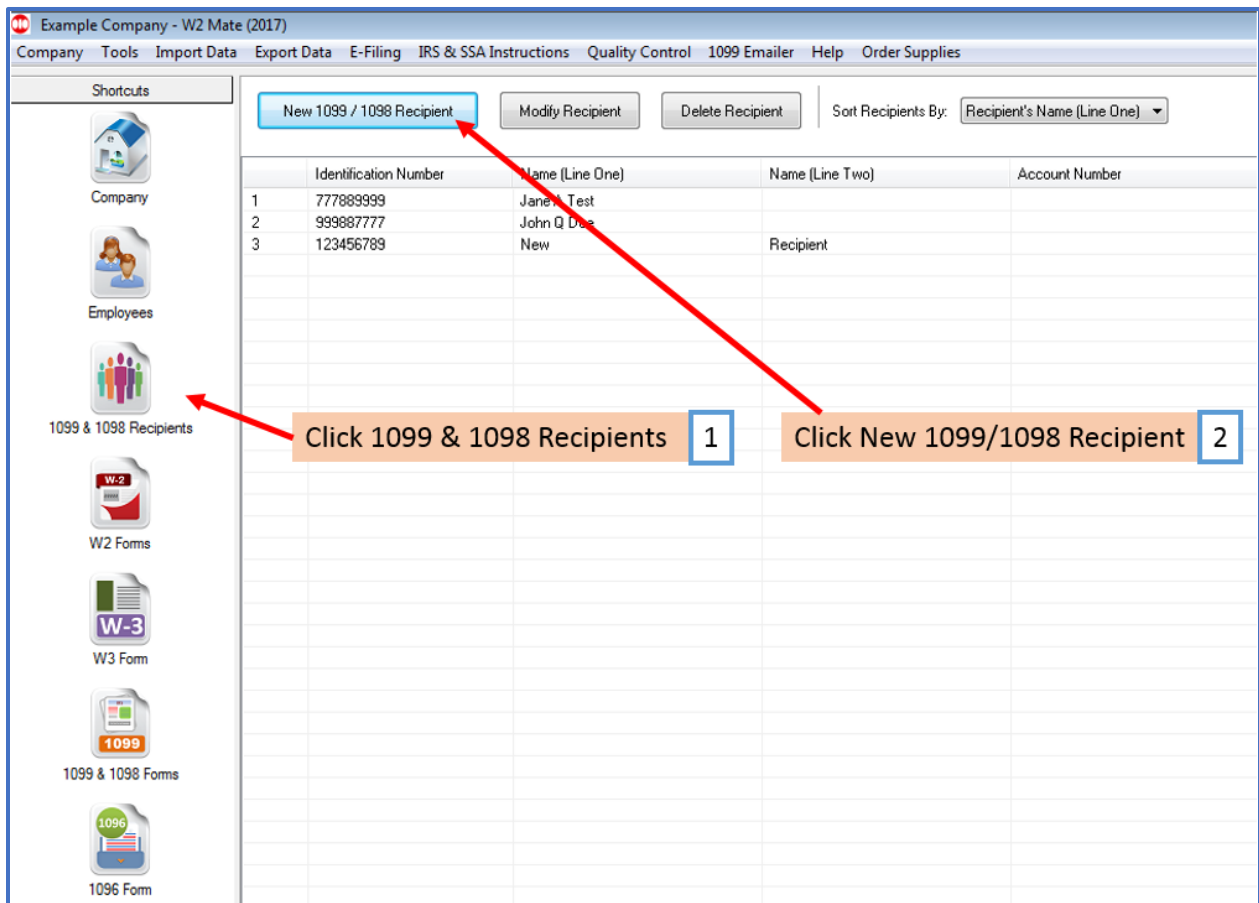 Example Company - W2 Mate (2017)
Company Tools Import Data Export Data E-Filing IRS & SSA Instructions Quality Control 1099 Emailer Help Order Supplies
Shortcuts
Company
Employees
1099 & 1098 Recipients
W-2
W2 Forms
W-3
W3 Form
1099
1099 & 1098 Forms
1096
1096 Form
New 1099 / 1098 Recipient Modify Recipient Delete Recipient Sort Recipients By: Recipient's Name (Line One)
Identification Number Name (Line One) Name (Line Two) Account Number
1 777889999 Jane A Test
2 999887777 John Q Doe
3 123456789 New Recipient
Click 1099 & 1098 Recipients 1
Click New 1099/1098 Recipient 2